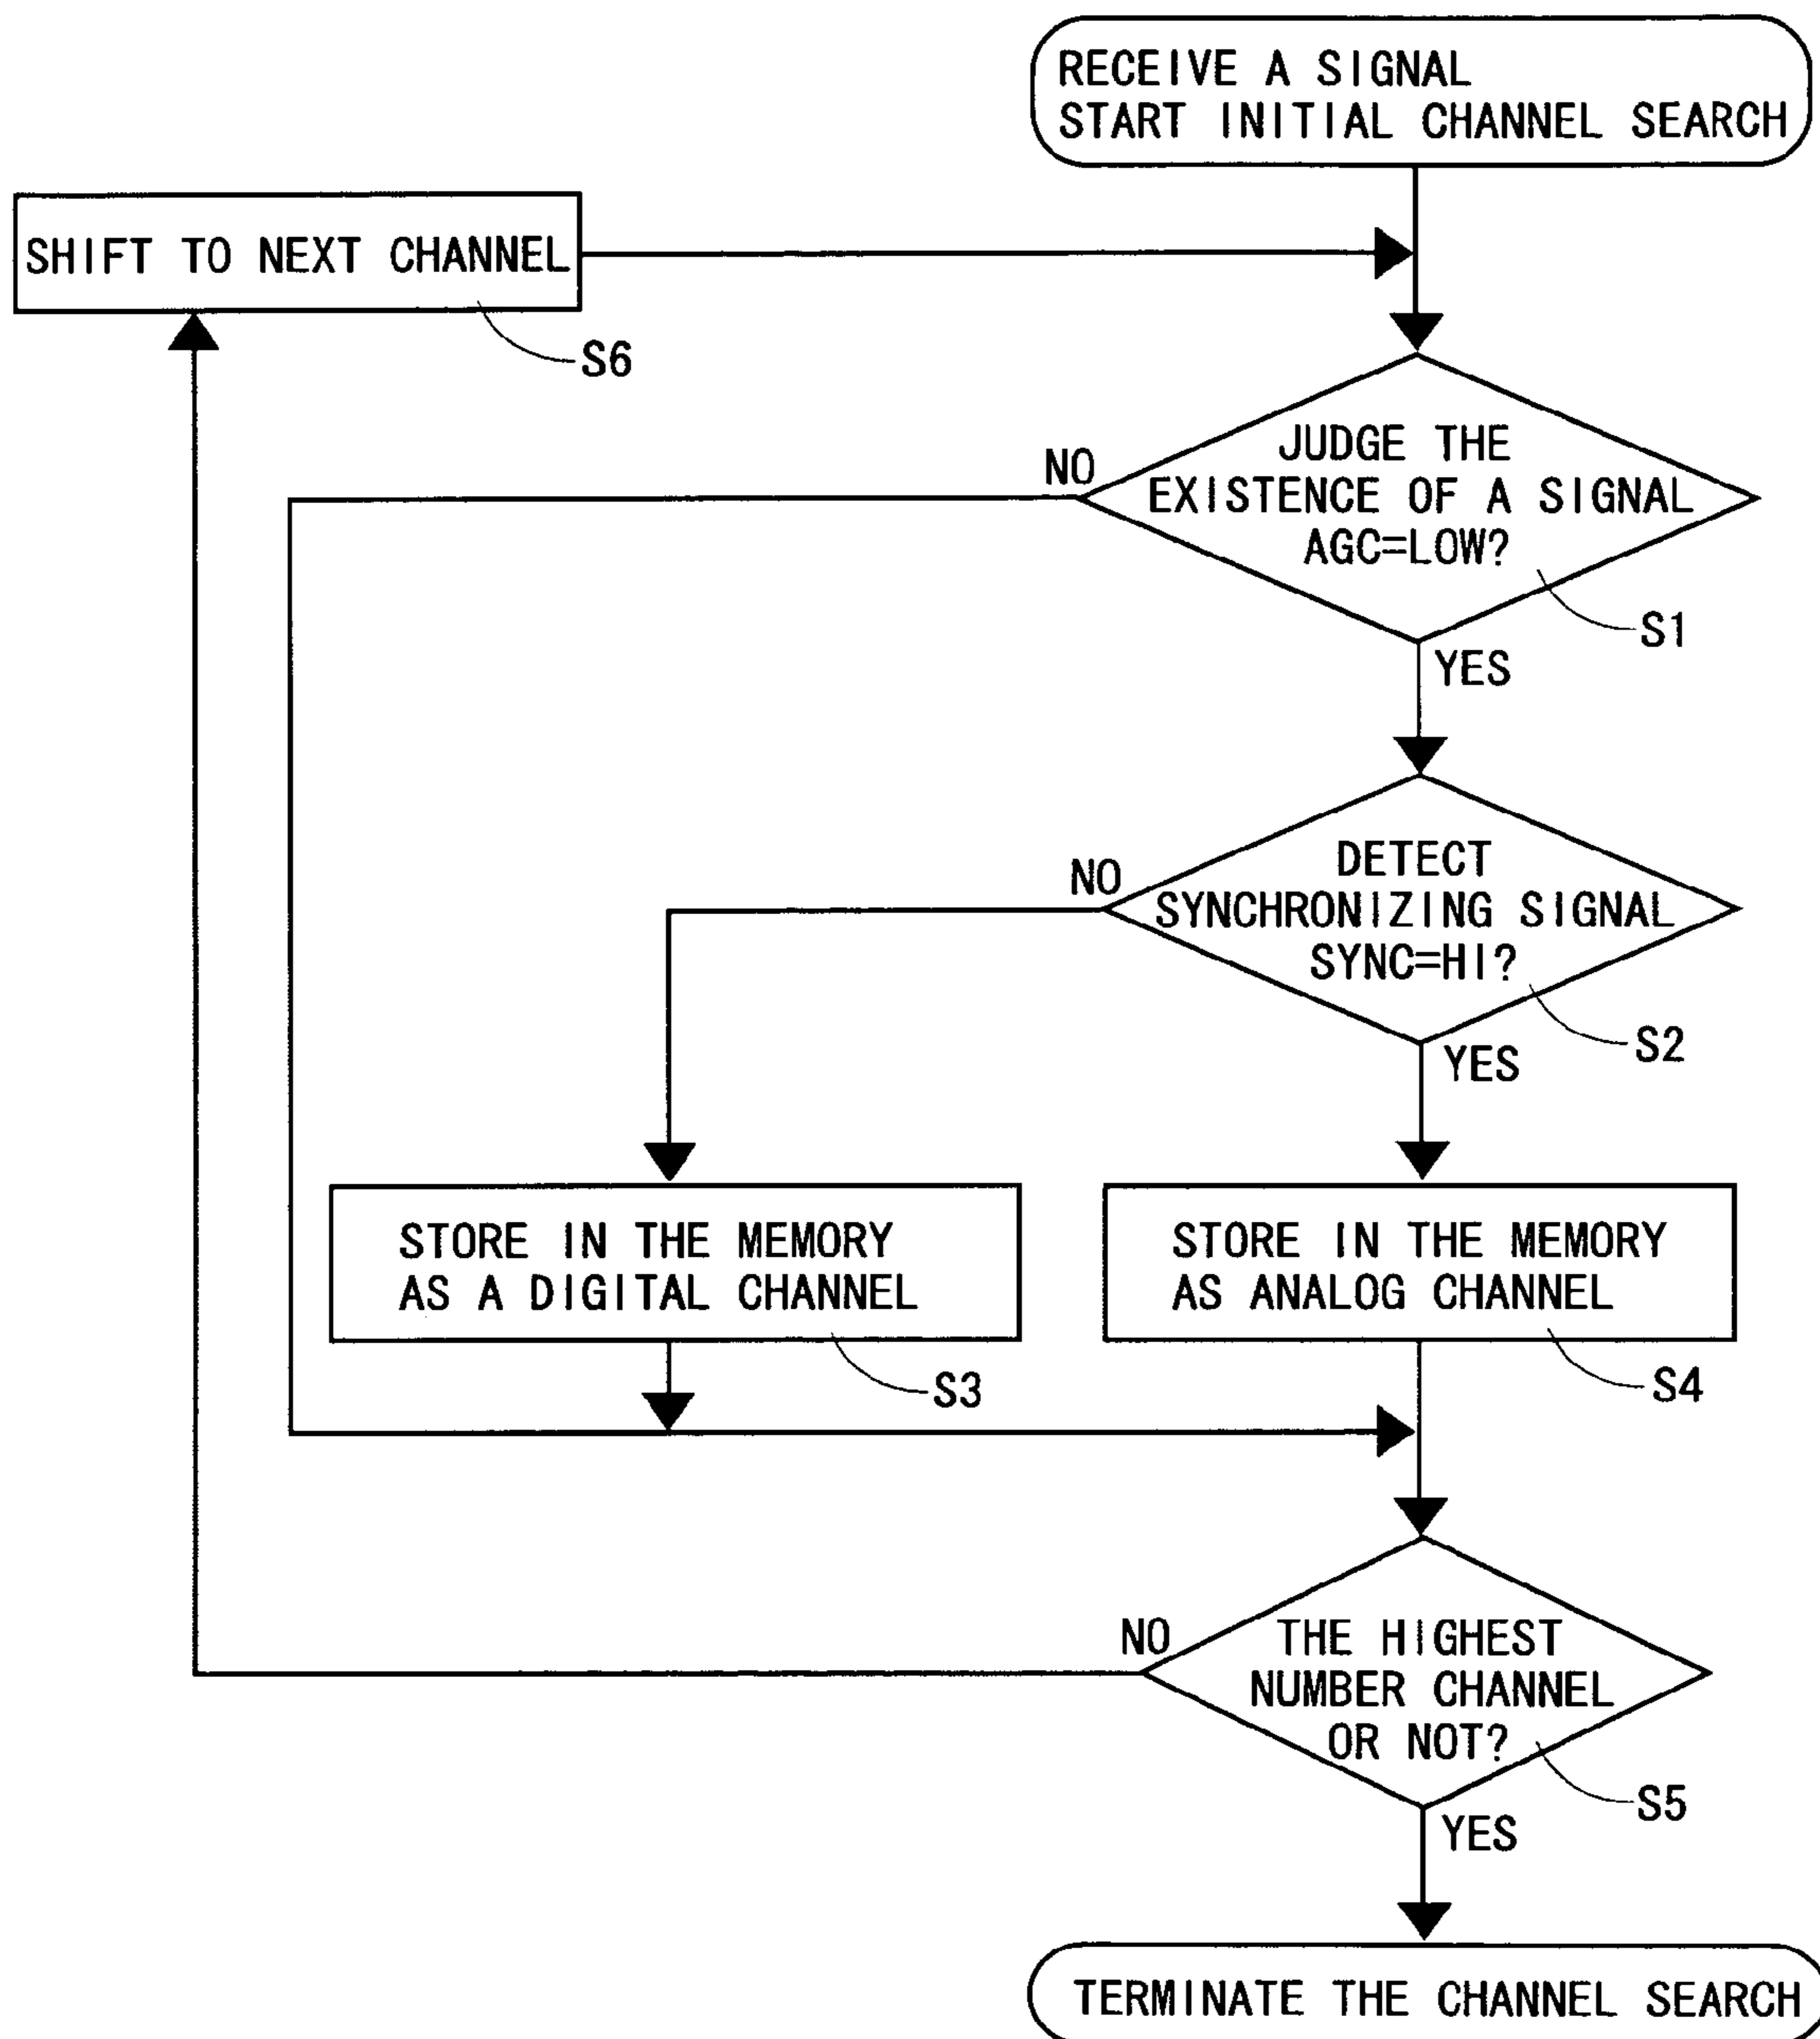 RECEIVE A SIGNAL
START INITIAL CHANNEL SEARCH
SHIFT TO NEXT CHANNEL
S6
JUDGE THE
EXISTENCE OF A SIGNAL
AGC=LOW?
NO
S1
YES
DETECT
SYNCHRONIZING SIGNAL
SYNC=HI?
NO
S2
YES
STORE IN THE MEMORY
AS A DIGITAL CHANNEL
S3
STORE IN THE MEMORY
AS ANALOG CHANNEL
S4
THE HIGHEST
NUMBER CHANNEL
OR NOT?
NO
S5
YES
TERMINATE THE CHANNEL SEARCH